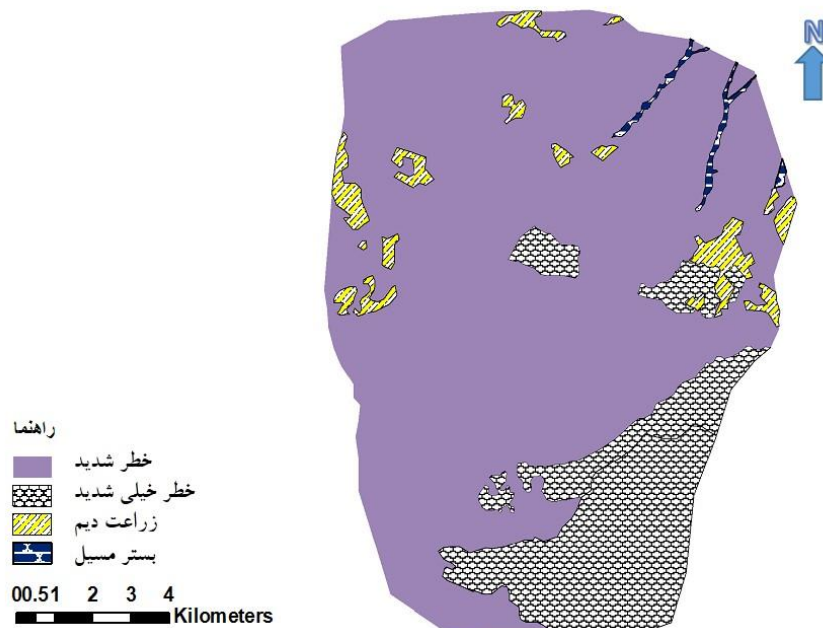 N
راهنما
خطر شدید
خطر خیلی شدید
زراعت دیم
بستر مسیل
00.51 2 3 4
Kilometers